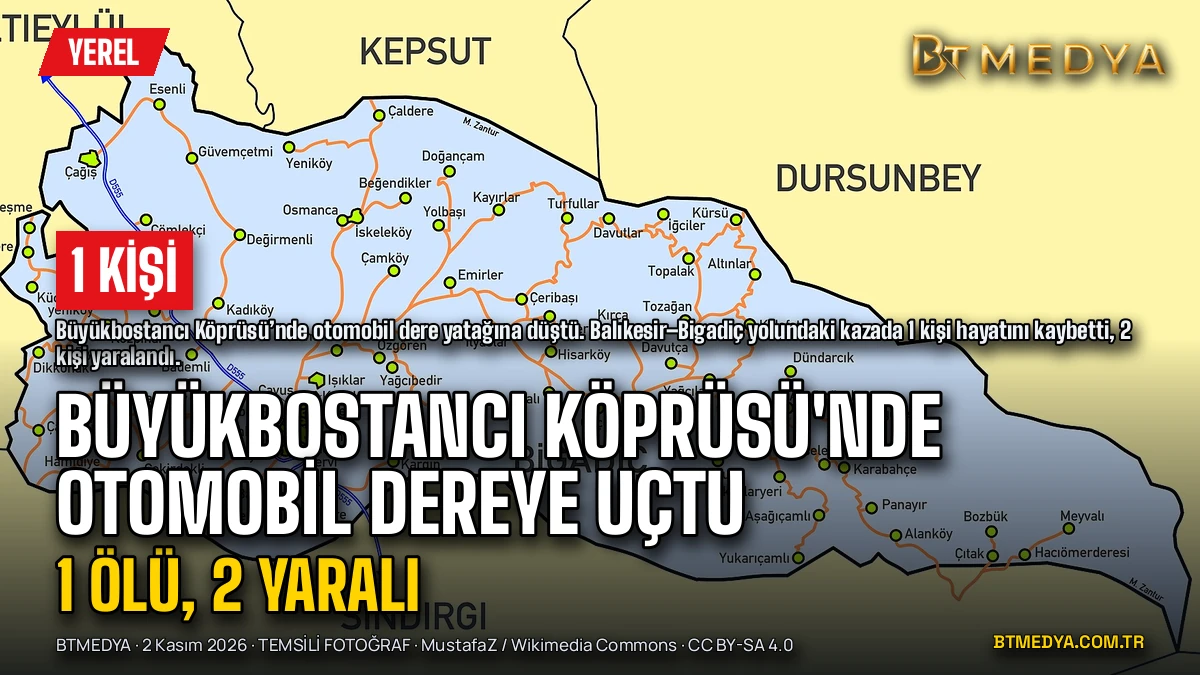 YEREL
BT MEDYA
KEPSUT
DURSUNBEY
Esenli
Çaldere
M. Zantur
Güvemçetmi
Yeniköy
Çağış
D555
Doğançam
Beğendikler
Kayırlar
Turfullar
Osmanca
İskeleköy
Yolbaşı
Davutlar
İğciler
Kürsü
Değirmenli
Çamköy
Emirler
Topalak
Altınlar
Çeribaşı
Kadıköy
Tozağan
1 KİŞİ
Büyükbostancı Köprüsü'nde otomobil dere yatağına düştü. Balıkesir–Bigadiç yolundaki kazada 1 kişi hayatını kaybetti, 2
kişi yaralandı.
Hisarköy
Davutça
Dündarcık
D555
Işıklar
Yağcıbedir
BÜYÜKBOSTANCI KÖPRÜSÜ'NDE
OTOMOBİL DEREYE UÇTU
Karabahçe
Panayır
Aşağıçamlı
Alanköy
Bozbük
Meyvalı
Yukarıçamlı
Çıtak
Hacıömerderesi
M. Zantur
1 ÖLÜ, 2 YARALI
SINDIRGI
BTMEDYA · 2 Kasım 2026 · TEMSİLİ FOTOĞRAF · MustafaZ / Wikimedia Commons · CC BY-SA 4.0
BTMEDYA.COM.TR